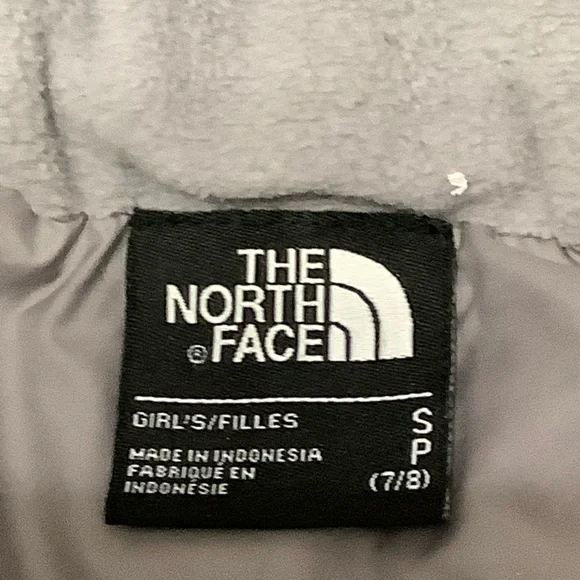 THE
NORTH
®FACE
GIRL'S/FILLES S
MADE IN INDONESIA P
FABRIQUÉ EN
INDONÉSIE (7/8)